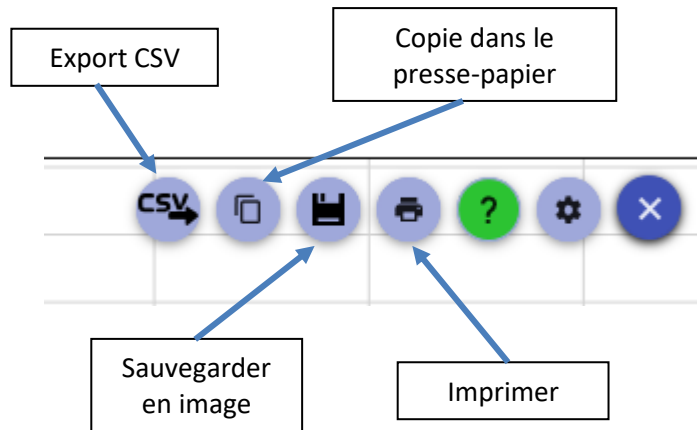 Export CSV
Copie dans le
presse-papier
CSV
?
Sauvegarder
en image
Imprimer